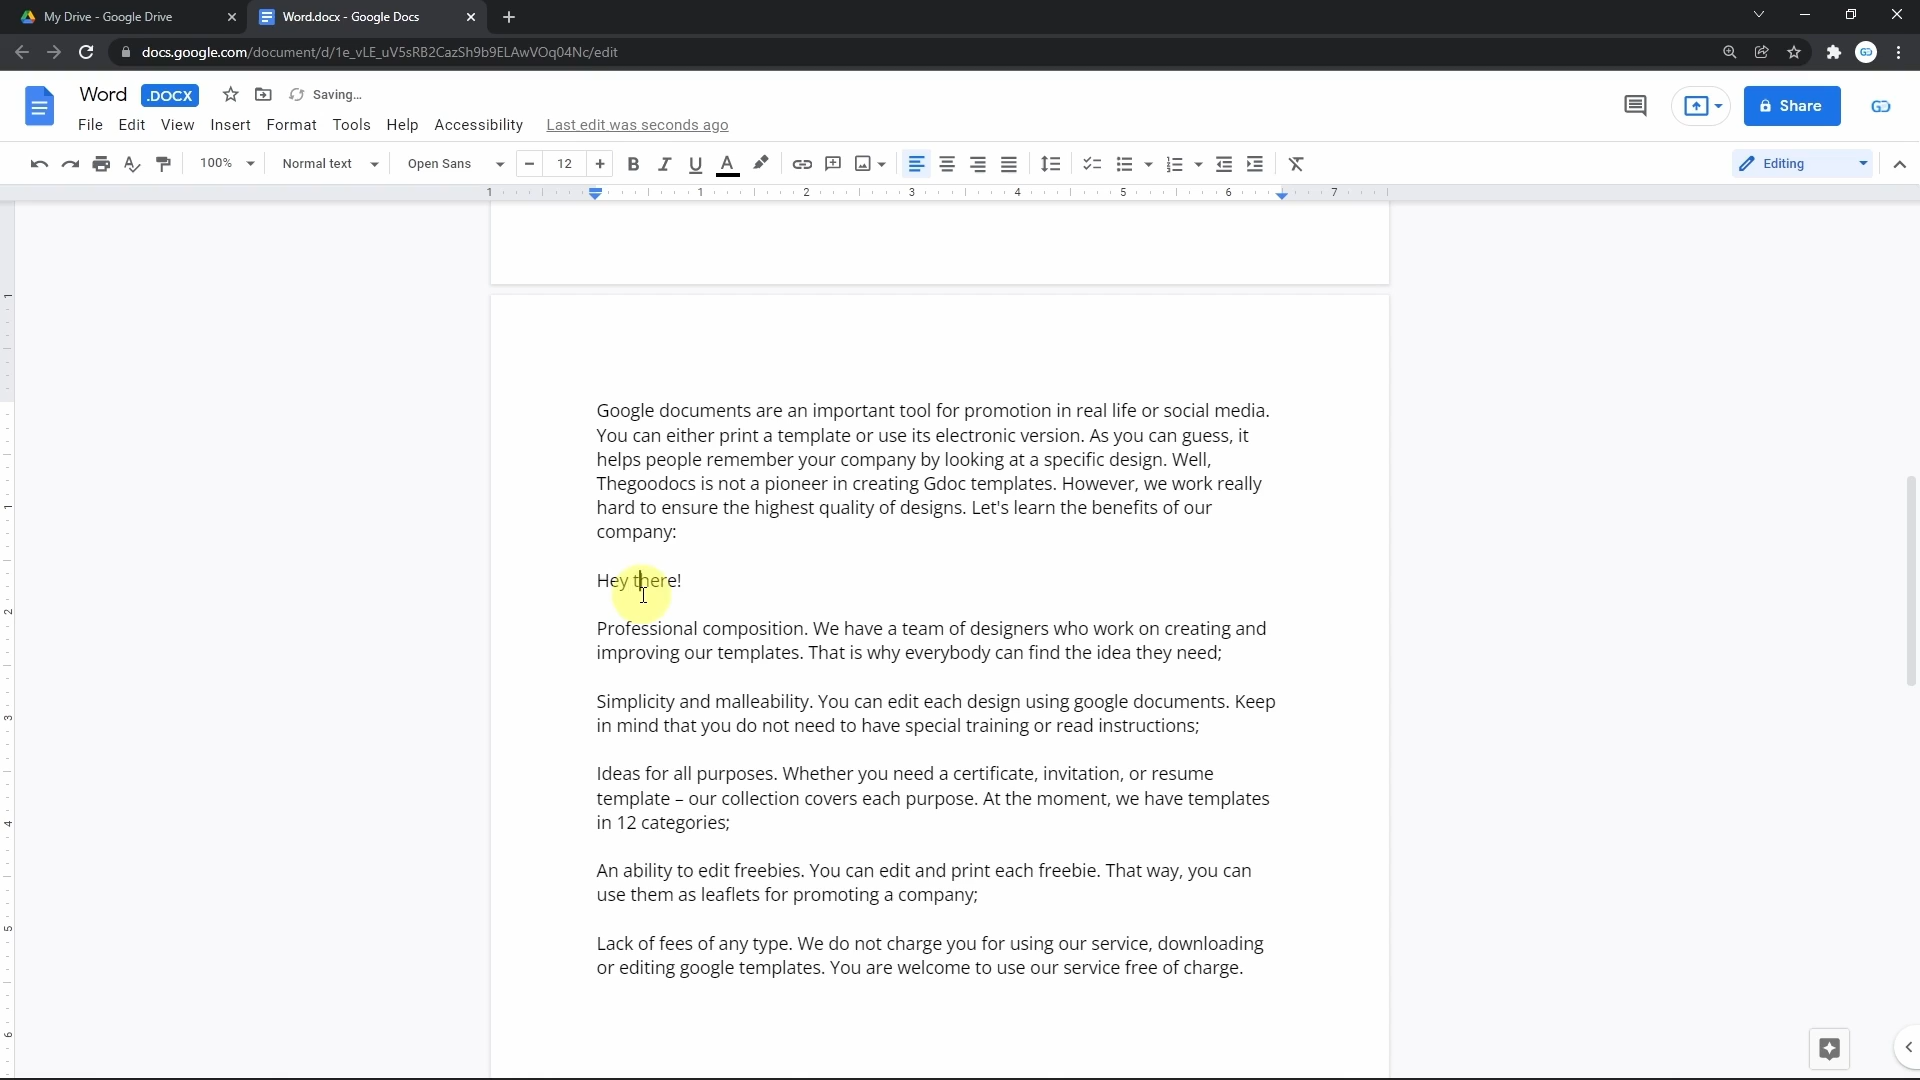 My Drive - Google Drive
Word.docx - Google Docs
docs.google.com/document/d/1e_vLE_uV5sRB2CazSh9b9ELAwVOq04Nc/edit
Word .DOCX Saving...
File Edit View Insert Format Tools Help Accessibility Last edit was seconds ago
Share
100% Normal text Open Sans 12 Editing
1 1 2 3 4 5 6 7
1
1
2
3
4
5
6
Google documents are an important tool for promotion in real life or social media.
You can either print a template or use its electronic version. As you can guess, it
helps people remember your company by looking at a specific design. Well,
Thegoodocs is not a pioneer in creating Gdoc templates. However, we work really
hard to ensure the highest quality of designs. Let's learn the benefits of our
company:
Hey there!
Professional composition. We have a team of designers who work on creating and
improving our templates. That is why everybody can find the idea they need;
Simplicity and malleability. You can edit each design using google documents. Keep
in mind that you do not need to have special training or read instructions;
Ideas for all purposes. Whether you need a certificate, invitation, or resume
template – our collection covers each purpose. At the moment, we have templates
in 12 categories;
An ability to edit freebies. You can edit and print each freebie. That way, you can
use them as leaflets for promoting a company;
Lack of fees of any type. We do not charge you for using our service, downloading
or editing google templates. You are welcome to use our service free of charge.